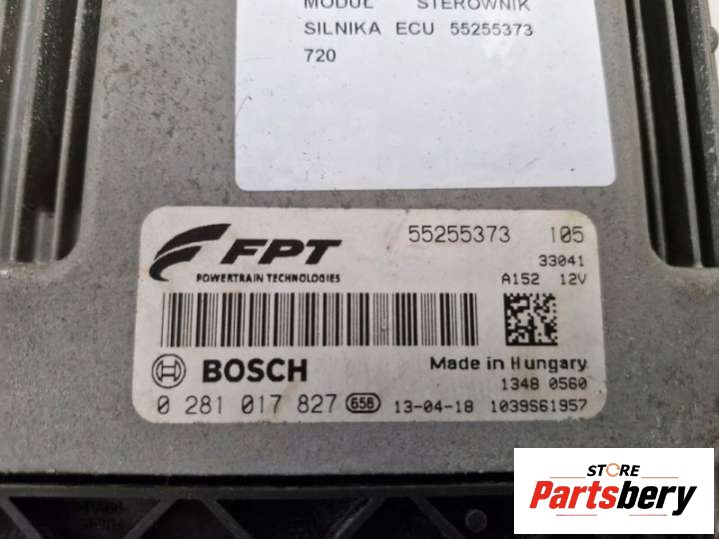 MODUŁ STEROWNIK
SILNIKA ECU 55255373
720
FPT
POWERTRAIN TECHNOLOGIES
55255373 105
33041
A152 12V
BOSCH
Made in Hungary
1348 0560
0 281 017 827 656 13-04-18 1039S61957
STORE
Partsbery